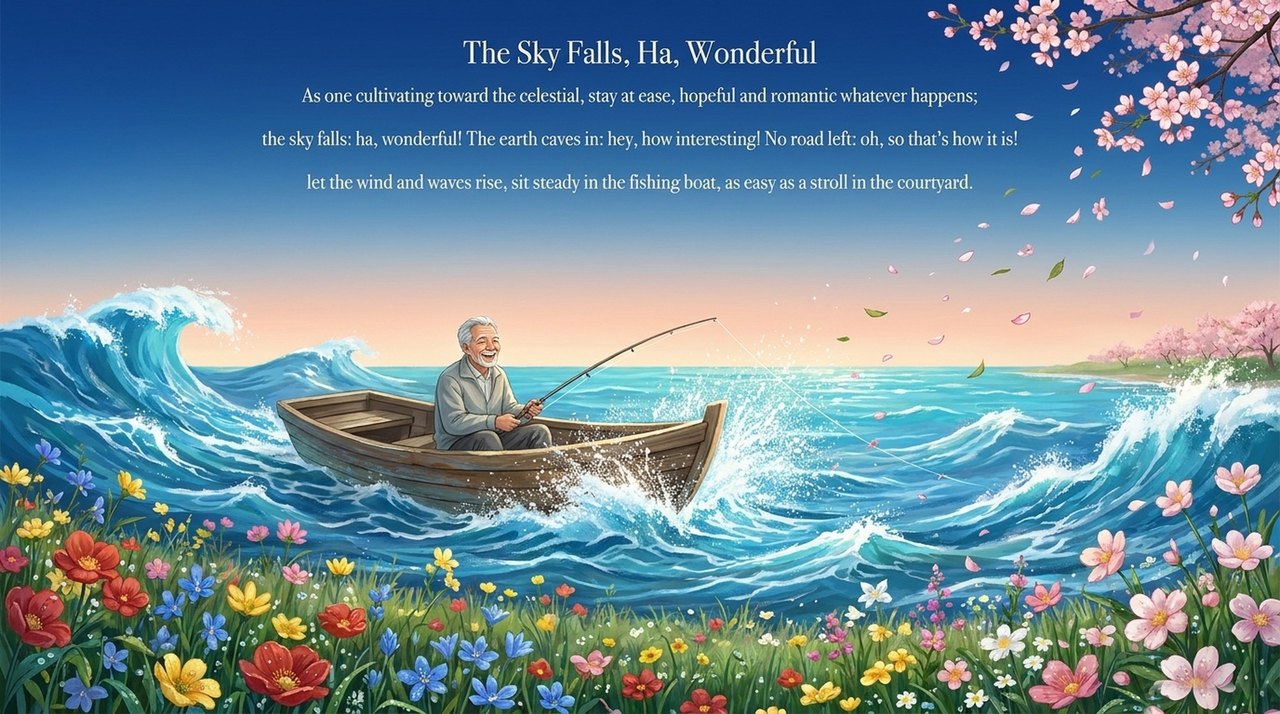 The Sky Falls, Ha, Wonderful
As one cultivating toward the celestial, stay at ease, hopeful and romantic whatever happens;
the sky falls: ha, wonderful! The earth caves in: hey, how interesting! No road left: oh, so that’s how it is!
let the wind and waves rise, sit steady in the fishing boat, as easy as a stroll in the courtyard.